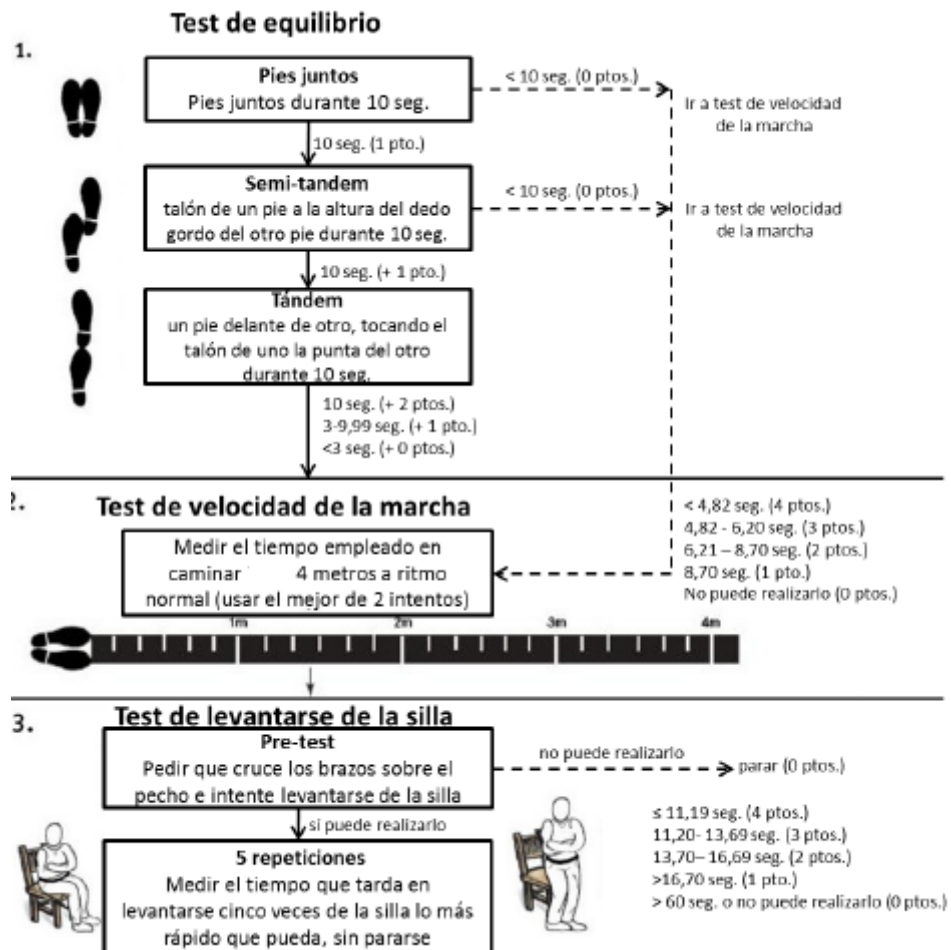 Test de equilibrio
1.
Pies juntos
Pies juntos durante 10 seg.
< 10 seg. (0 ptos.)
Ir a test de velocidad
de la marcha
10 seg. (1 pto.)
Semi-tandem
talón de un pie a la altura del dedo
gordo del otro pie durante 10 seg.
< 10 seg. (0 ptos.)
Ir a test de velocidad
de la marcha
10 seg. (+ 1 pto.)
Tándem
un pie delante de otro, tocando el
talón de uno la punta del otro
durante 10 seg.
10 seg. (+ 2 ptos.)
3-9,99 seg. (+ 1 pto.)
<3 seg. (+ 0 ptos.)
2.
Test de velocidad de la marcha
Medir el tiempo empleado en
caminar 4 metros a ritmo
normal (usar el mejor de 2 intentos)
< 4,82 seg. (4 ptos.)
4,82 - 6,20 seg. (3 ptos.)
6,21 – 8,70 seg. (2 ptos.)
8,70 seg. (1 pto.)
No puede realizarlo (0 ptos.)
1m 2m 3m 4m
3.
Test de levantarse de la silla
Pre-test
Pedir que cruce los brazos sobre el
pecho e intente levantarse de la silla
no puede realizarlo
parar (0 ptos.)
sí puede realizarlo
5 repeticiones
Medir el tiempo que tarda en
levantarse cinco veces de la silla lo más
rápido que pueda, sin pararse
≤ 11,19 seg. (4 ptos.)
11,20- 13,69 seg. (3 ptos.)
13,70– 16,69 seg. (2 ptos.)
>16,70 seg. (1 pto.)
> 60 seg. o no puede realizarlo (0 ptos.)